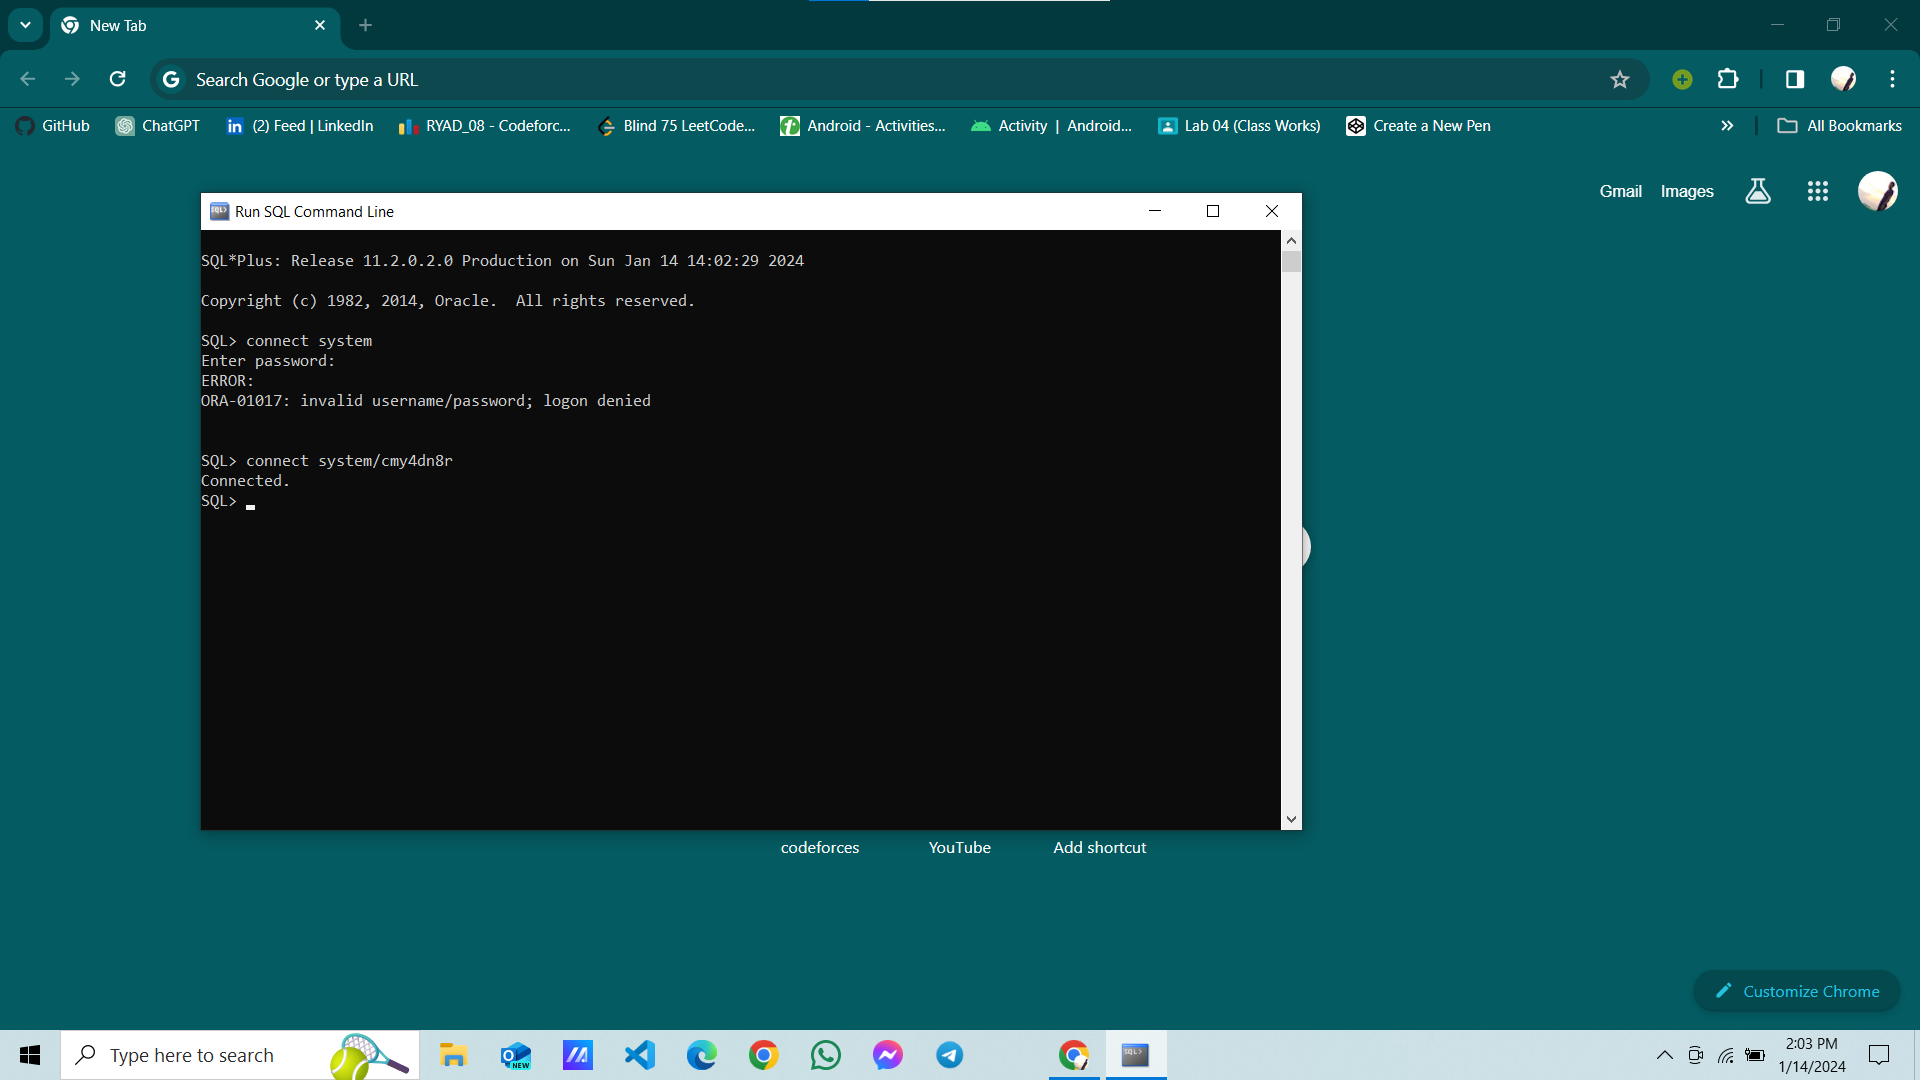 New Tab
Search Google or type a URL
GitHub
ChatGPT
in (2) Feed | LinkedIn
RYAD_08 - Codeforc...
Blind 75 LeetCode...
Android - Activities...
Activity | Android...
Lab 04 (Class Works)
Create a New Pen
All Bookmarks
Gmail Images
Run SQL Command Line
SQL*Plus: Release 11.2.0.2.0 Production on Sun Jan 14 14:02:29 2024
Copyright (c) 1982, 2014, Oracle.  All rights reserved.
SQL> connect system
Enter password:
ERROR:
ORA-01017: invalid username/password; logon denied
SQL> connect system/cmy4dn8r
Connected.
SQL>
codeforces
YouTube
Add shortcut
Customize Chrome
Type here to search
NEW
2:03 PM
1/14/2024